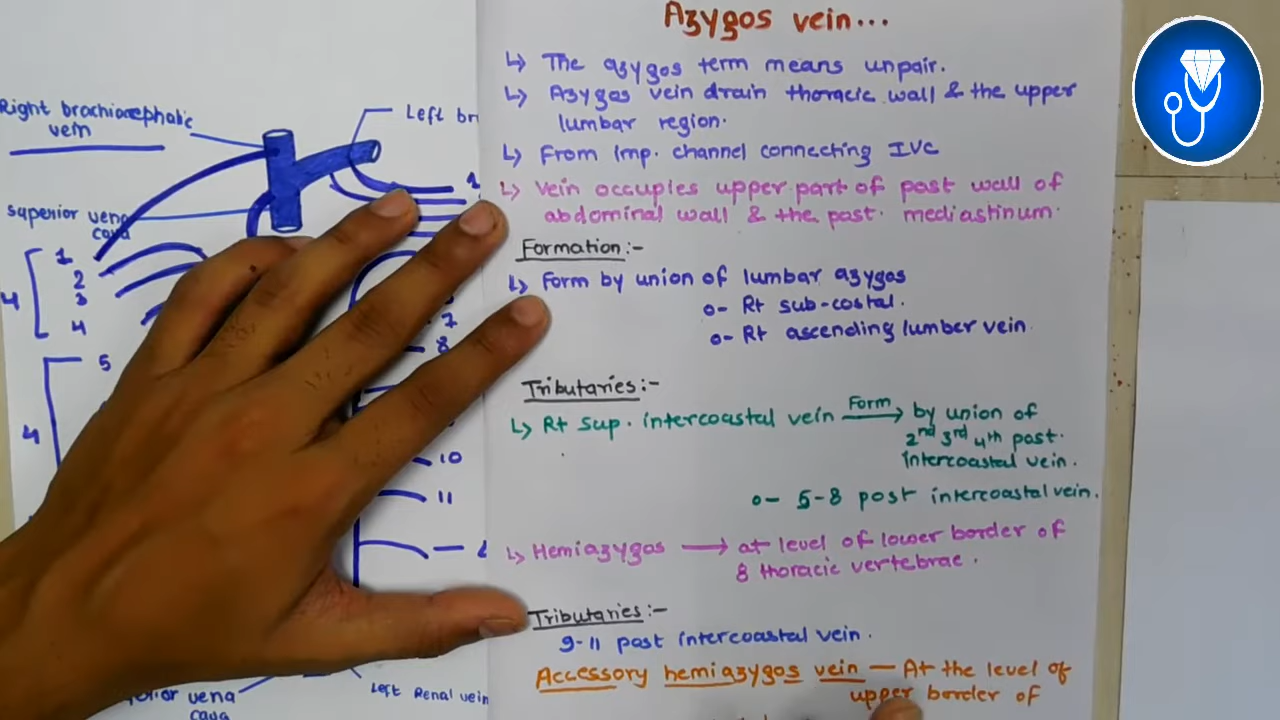 Azygos vein...
↳ The azygos term means unpair.
↳ Azygos vein drain thoracic wall & the upper
lumbar region.
↳ From imp. channel connecting IVC
↳ Vein occupies upper part of post wall of
abdominal wall & the post. mediastinum.
Formation:-
↳ Form by union of lumbar azygos
o- Rt sub-costal.
o- Rt ascending lumber vein.
Tributaries:-
↳ Rt sup. intercoastal vein Form → by union of
2nd 3rd 4th post.
intercoastal vein.
o- 5-8 post intercoastal vein.
↳ Hemiazygos → at level of lower border of
8 thoracic vertebrae.
Tributaries:-
9-11 post intercoastal vein.
Accessory hemiazygos vein — At the level of
upper border of
Right brachiocephalic
vein
Left br
superior vena
cava
1
2
3
4
4
5
4
1
7
8
10
11
vena
cava
Left Renal vein